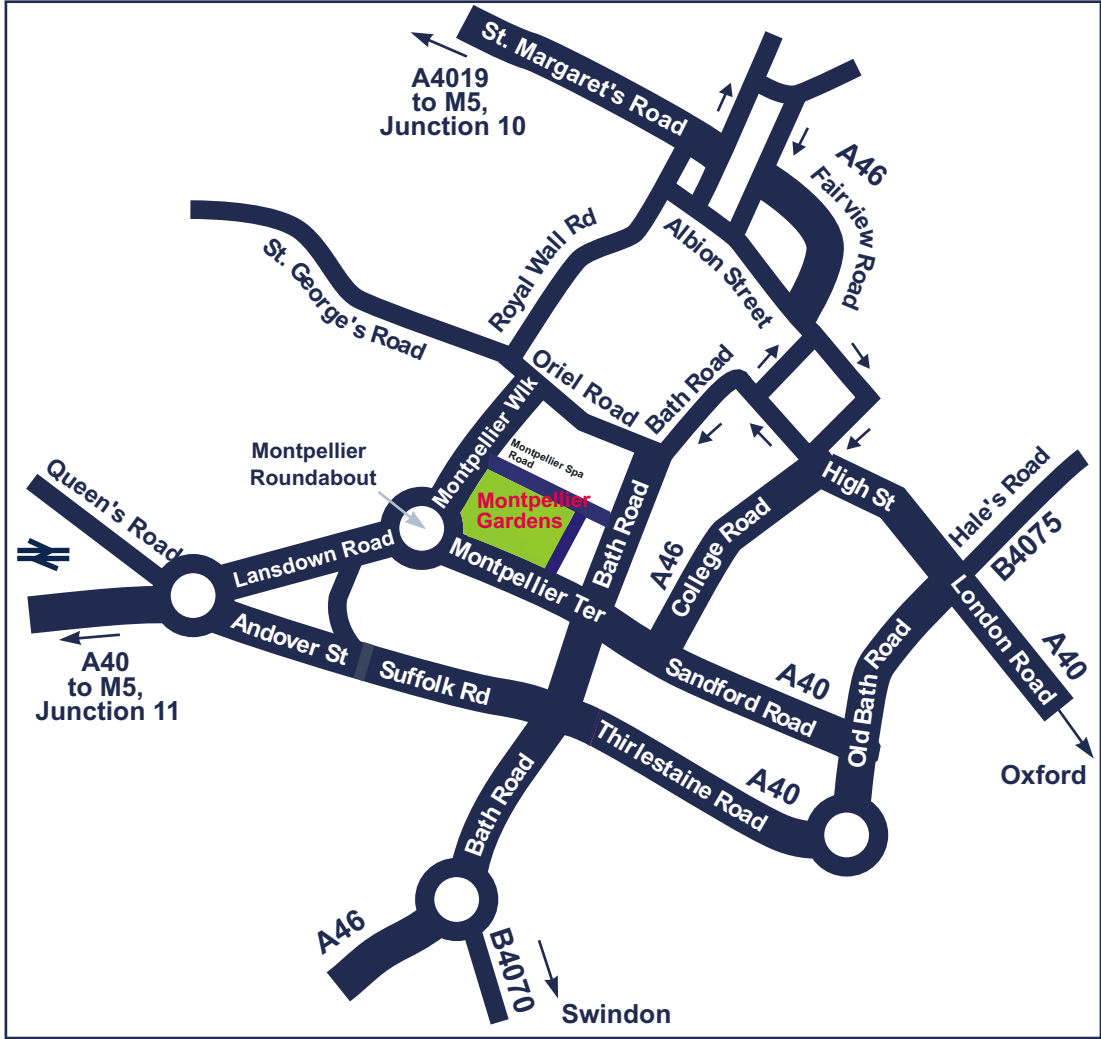 St. Margaret's Road
A4019
to M5,
Junction 10
A46
Fairview Road
Royal Wall Rd
Albion Street
St. George's Road
Oriel Road
Bath Road
Montpellier Wlk
Montpellier Spa
Road
Montpellier
Roundabout
Montpellier
Gardens
Queen's Road
Lansdown Road
Montpellier Ter
Bath Road
A46
College Road
High St
Hale's Road
B4075
London Road
A40
Oxford
Andover St
Suffolk Rd
A40
to M5,
Junction 11
Sandford Road
A40
Old Bath Road
Thirlestaine Road
A40
Bath Road
A46
B4070
Swindon